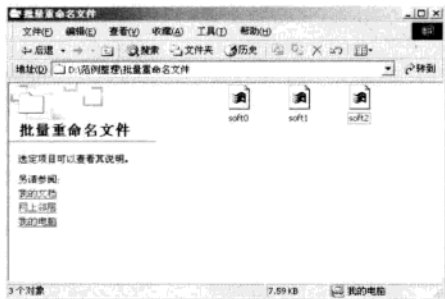 批量重命名文件
文件(F) 编辑(E) 查看(V) 收藏(A) 工具(T) 帮助(H)
后退 搜索 文件夹 历史
地址(D) D:\范例整理\批量重命名文件 转到
soft0 soft1 soft2
批量重命名文件
选定项目可以查看其说明。
另请参阅:
我的文档
网上邻居
我的电脑
3 个对象 7.59 KB 我的电脑